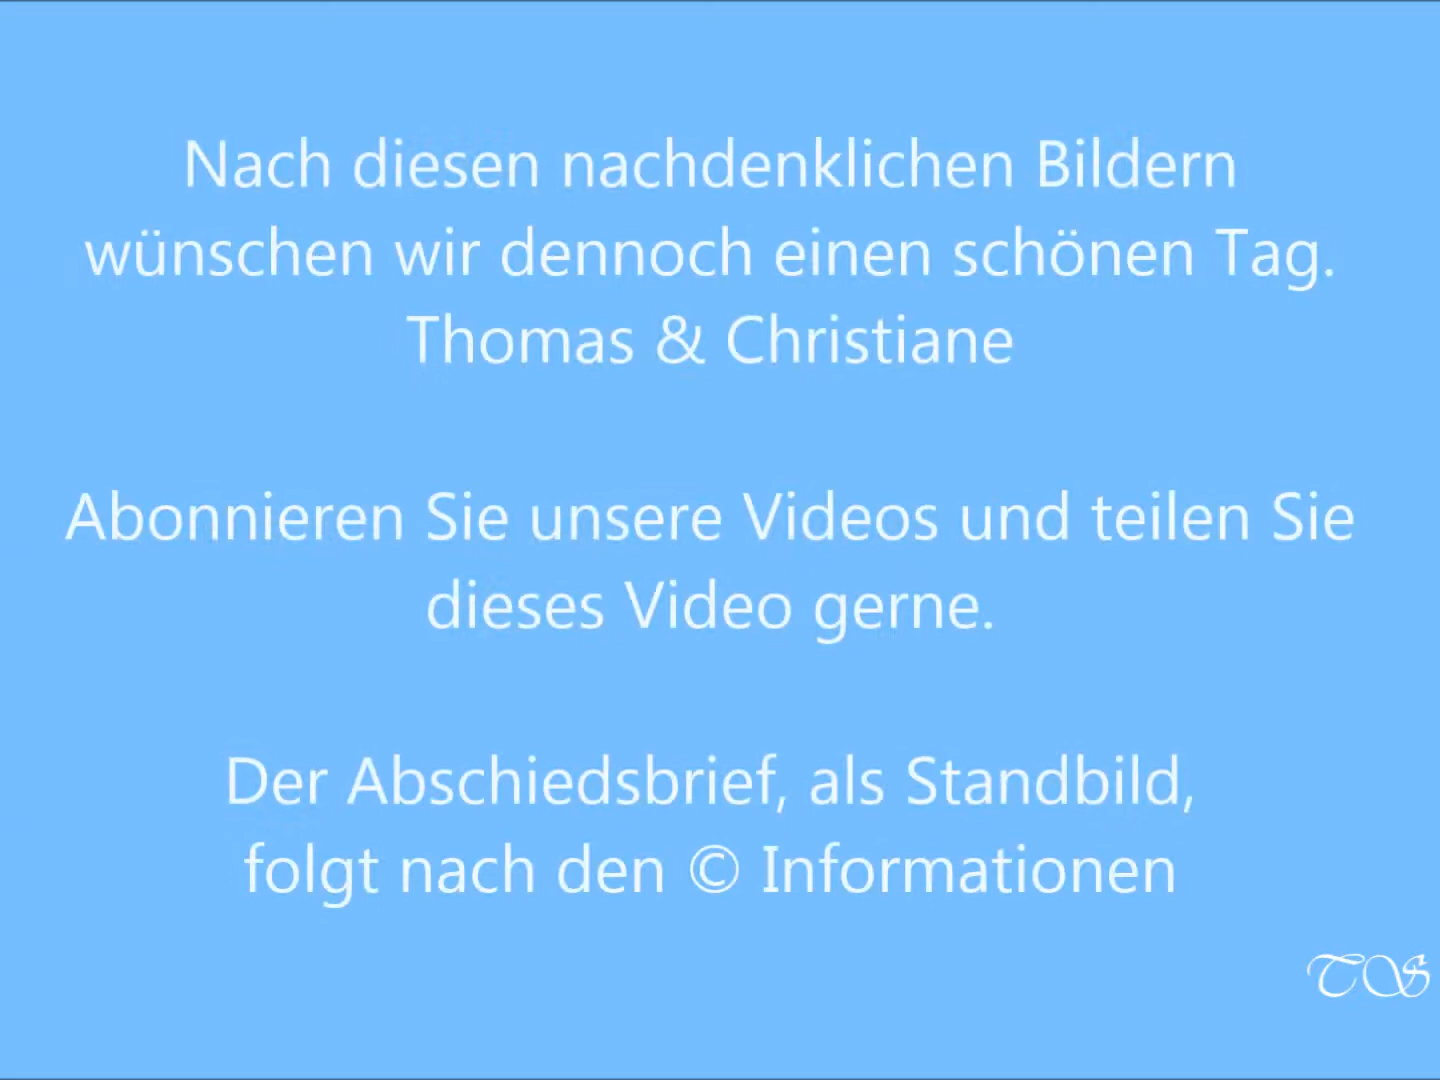 Nach diesen nachdenklichen Bildern
wünschen wir dennoch einen schönen Tag.
Thomas & Christiane
Abonnieren Sie unsere Videos und teilen Sie
dieses Video gerne.
Der Abschiedsbrief, als Standbild,
folgt nach den © Informationen
TS